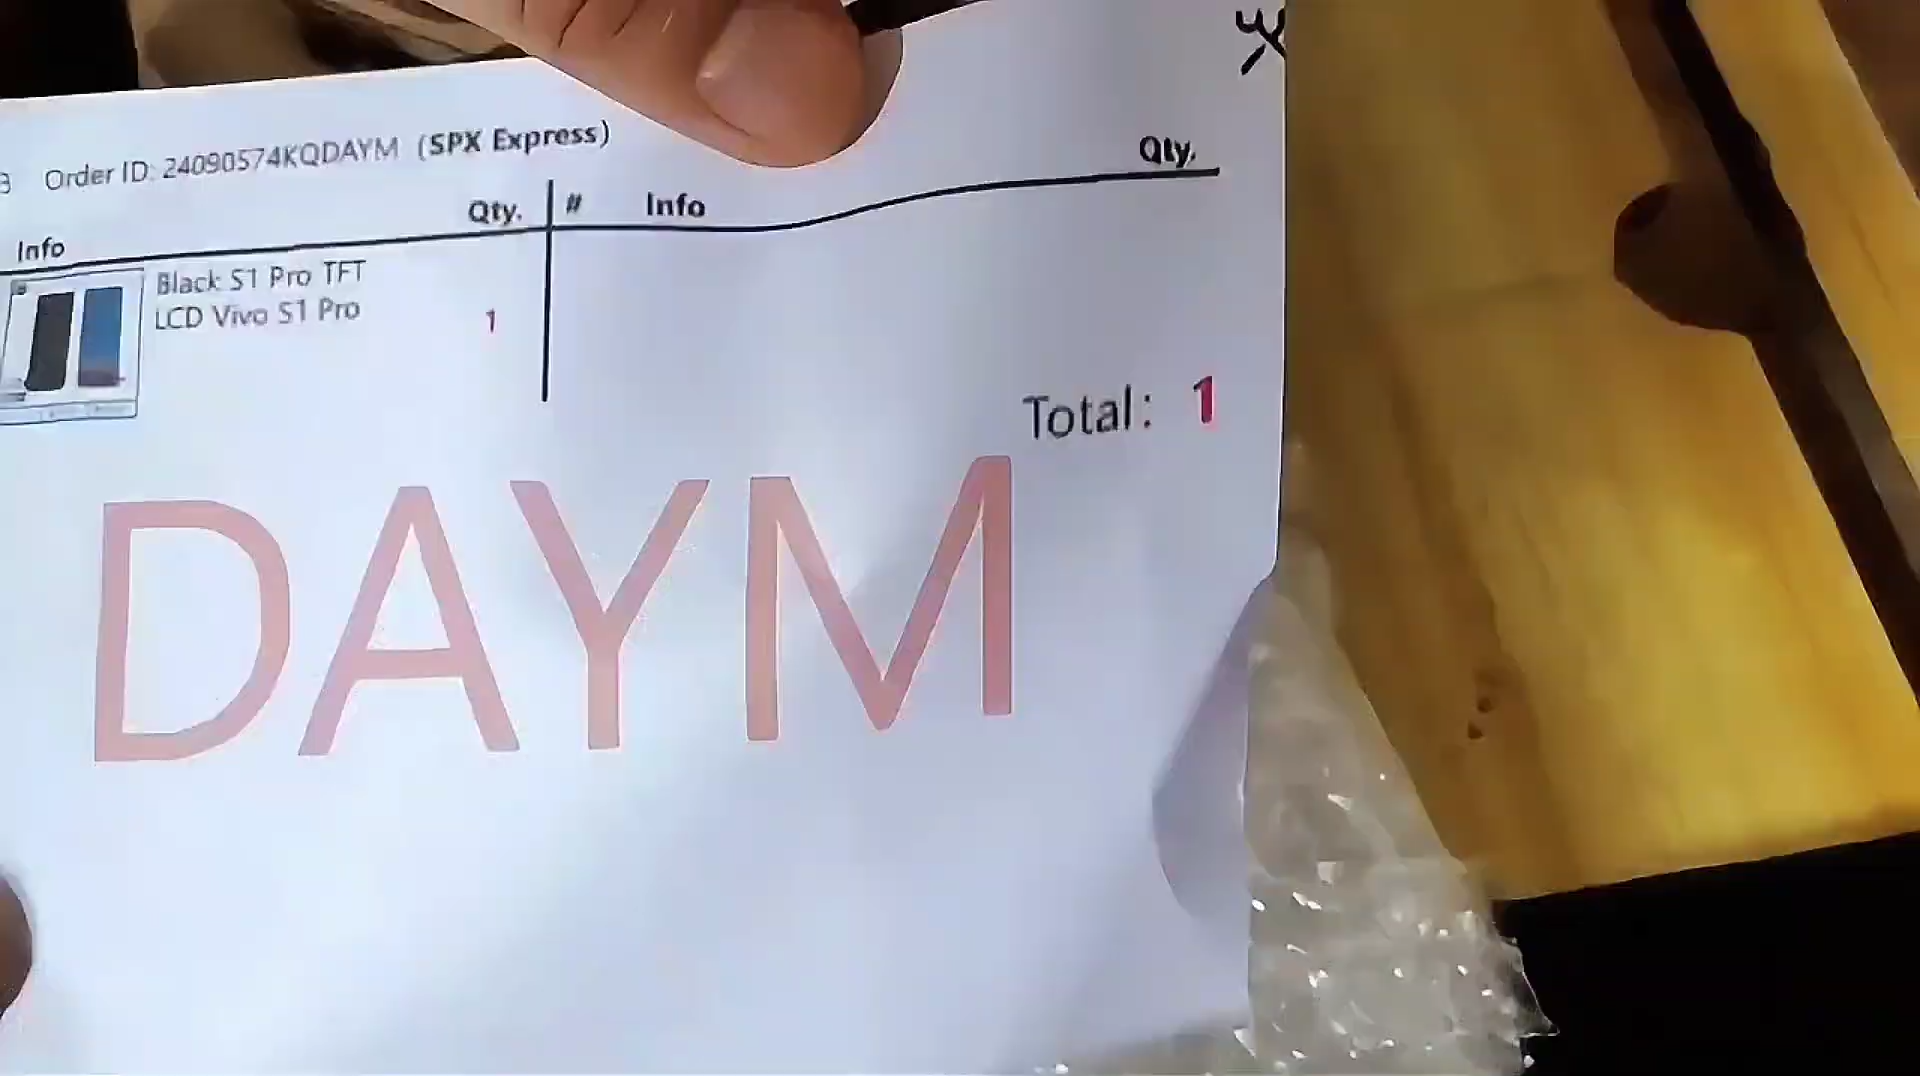 Order ID: 24090574KQDAYM (SPX Express)
Info Qty. # Info Qty.
Black S1 Pro TFT
LCD Vivo S1 Pro 1
Total: 1
DAYM